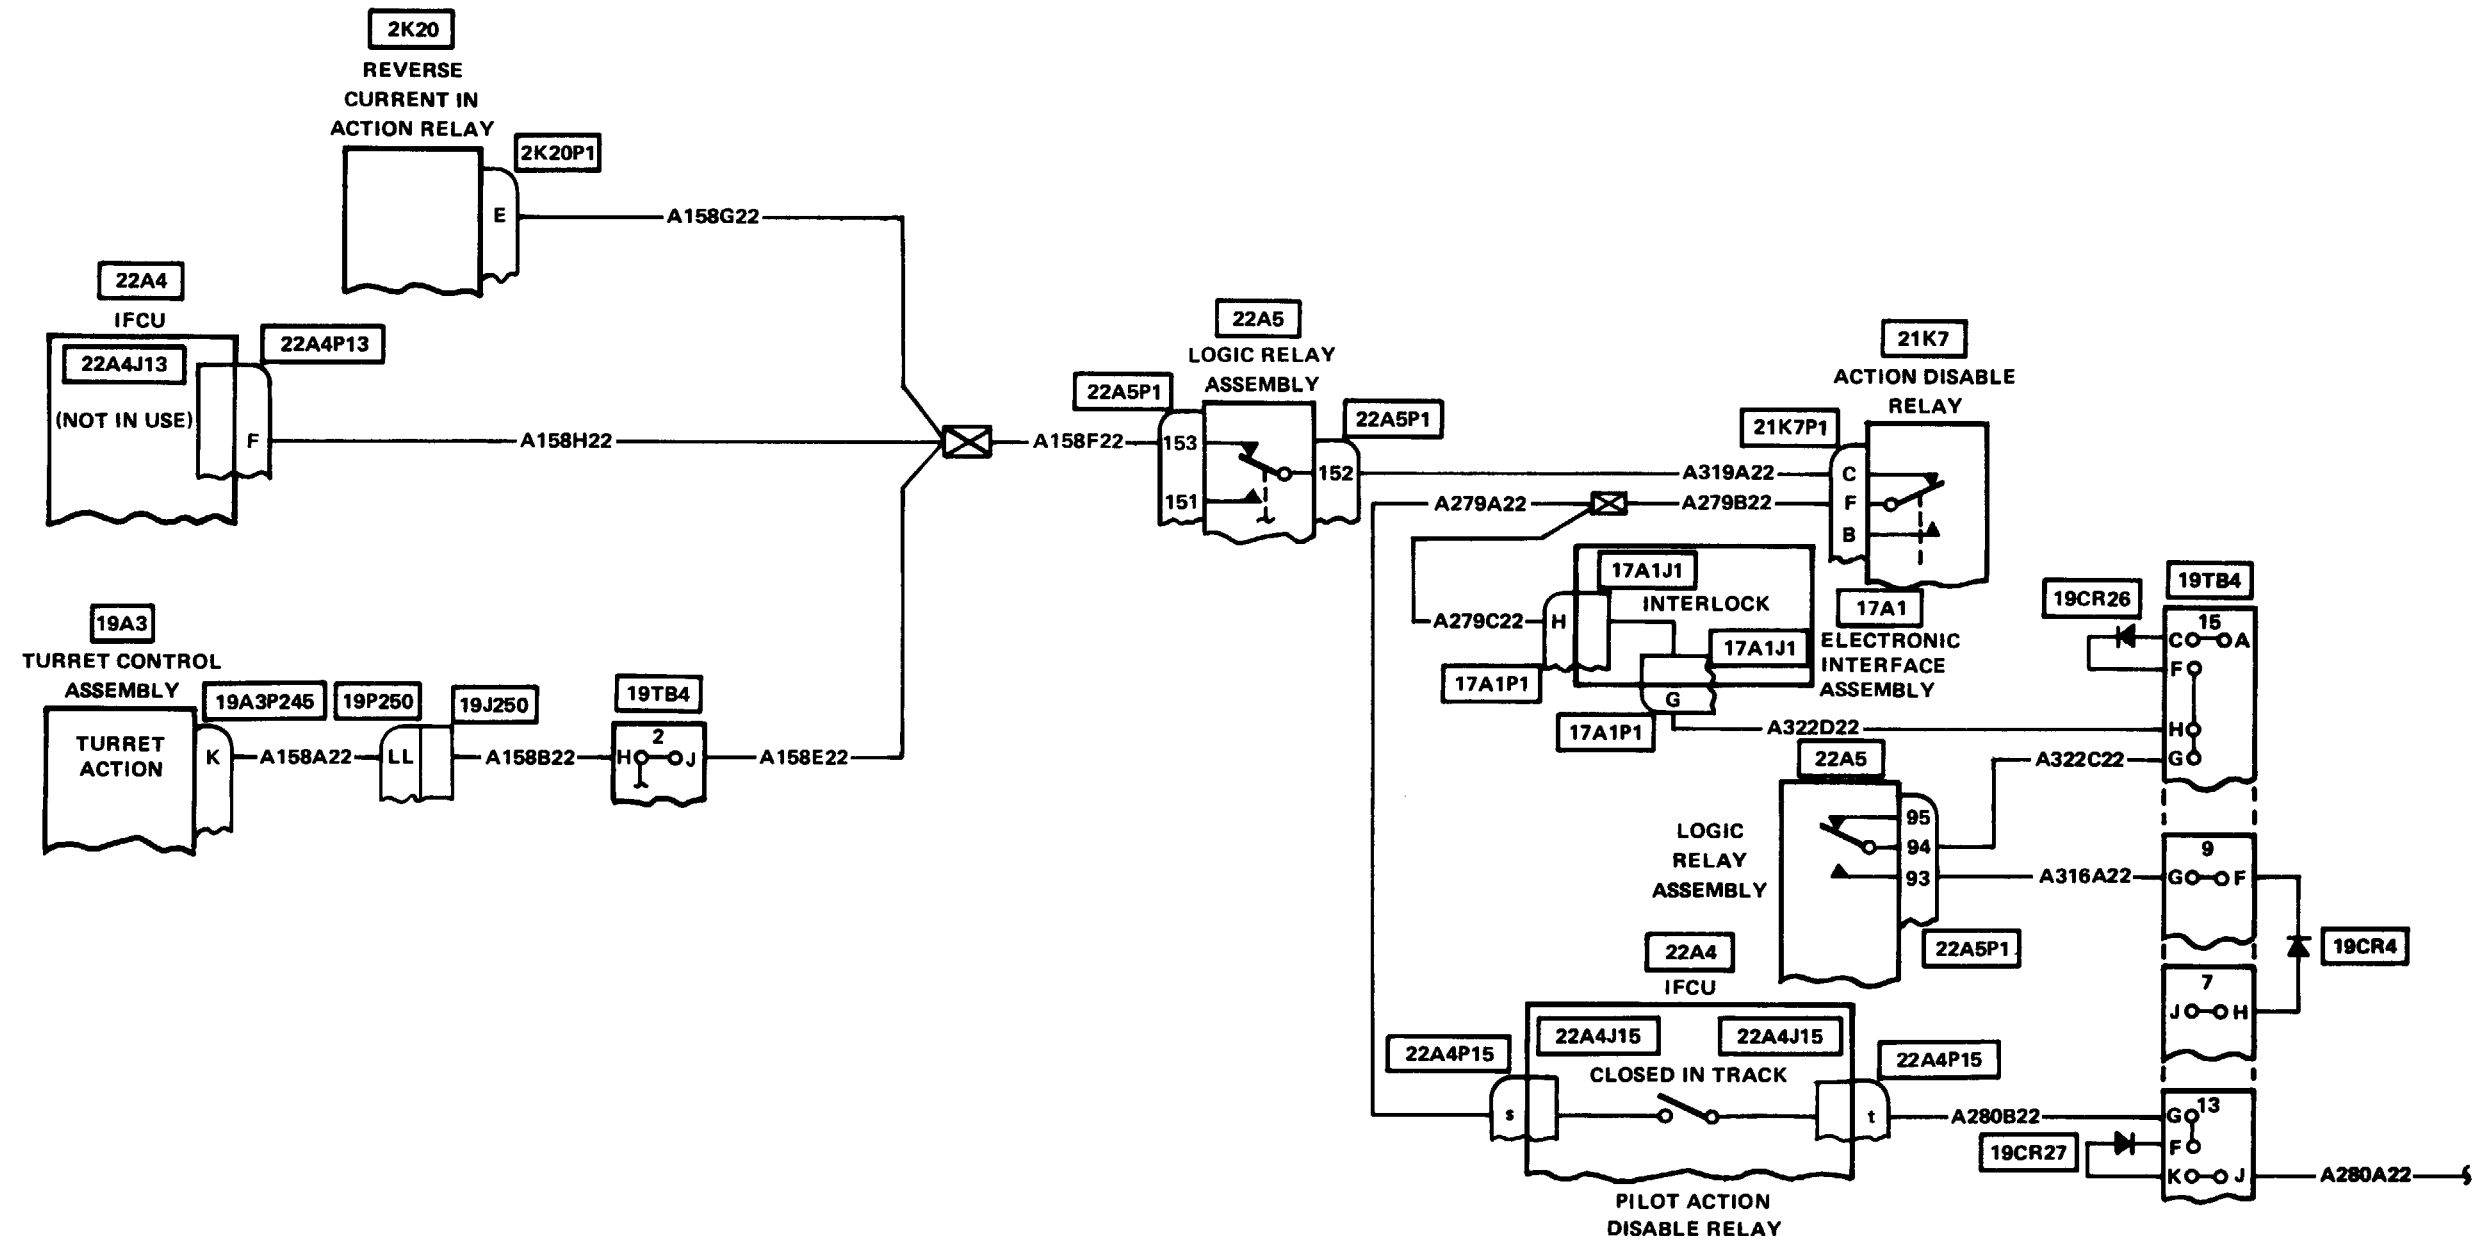 2K20
REVERSE
CURRENT IN
ACTION RELAY
2K20P1
E
A158G22
22A4
IFCU
22A4P13
22A4J13
(NOT IN USE)
F
A158H22
19A3
TURRET CONTROL
ASSEMBLY
19A3P245
19P250
19J250
19TB4
TURRET
ACTION
K
A158A22
LL
A158B22
H
2
J
A158E22
A158F22
22A5
LOGIC RELAY
ASSEMBLY
22A5P1
22A5P1
153
151
152
A319A22
A279A22
A279B22
21K7
ACTION DISABLE
RELAY
21K7P1
C
F
B
17A1J1
INTERLOCK
17A1J1
A279C22
H
17A1P1
G
17A1P1
17A1
ELECTRONIC
INTERFACE
ASSEMBLY
A322D22
19CR26
19TB4
15
C
A
F
H
G
A322C22
22A5
LOGIC
RELAY
ASSEMBLY
95
94
93
A316A22
22A5P1
9
G
F
19CR4
7
J
H
22A4
IFCU
22A4P15
22A4J15
22A4J15
22A4P15
CLOSED IN TRACK
s
t
A280B22
PILOT ACTION
DISABLE RELAY
19CR27
G
13
F
K
J
A280A22